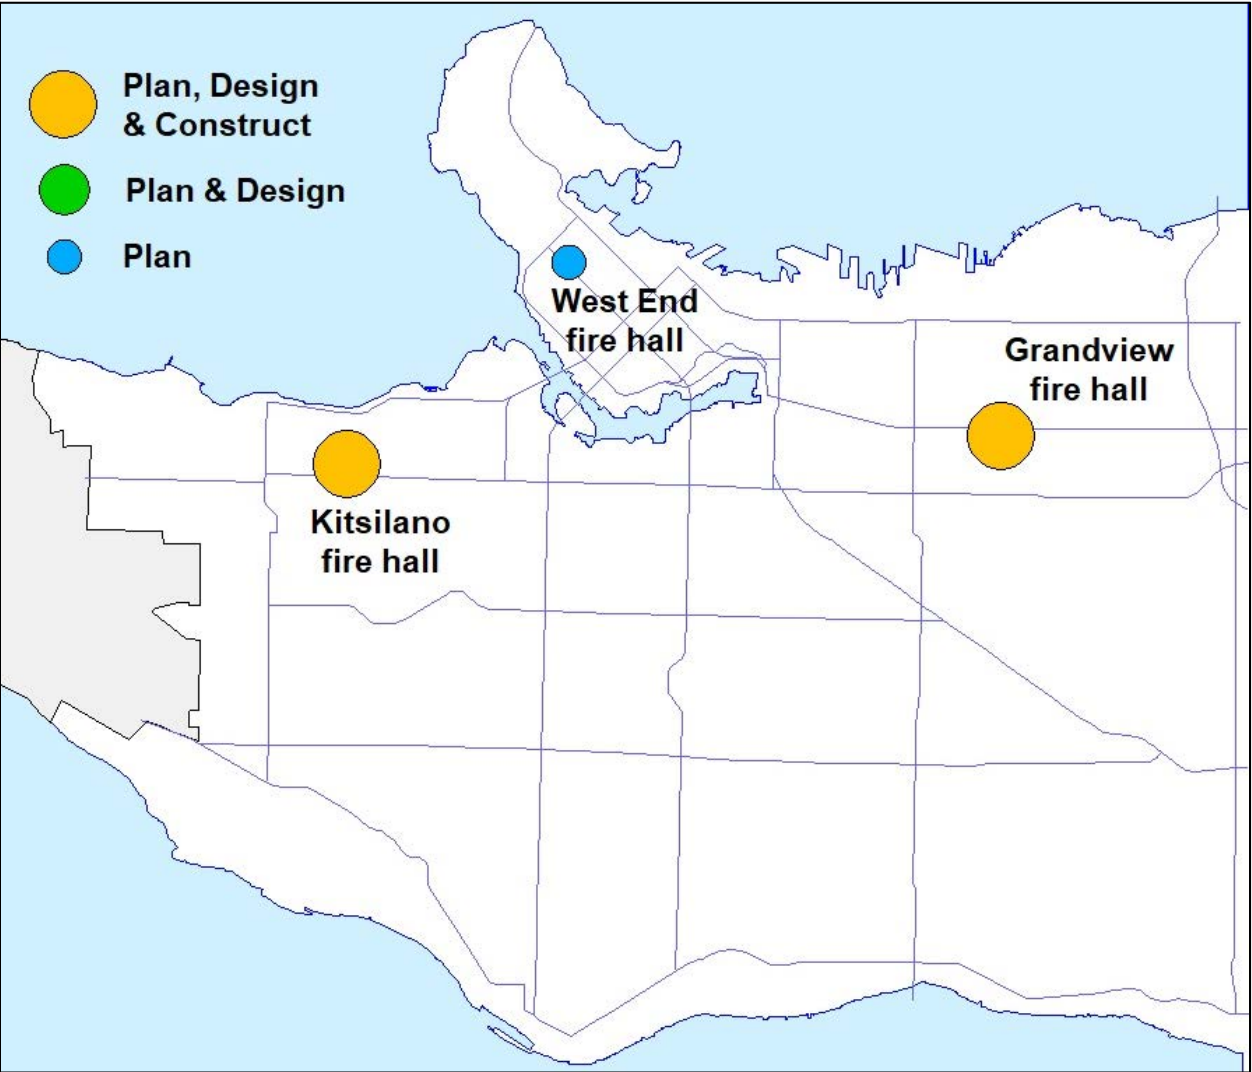 Plan, Design
& Construct
Plan & Design
Plan
West End
fire hall
Grandview
fire hall
Kitsilano
fire hall